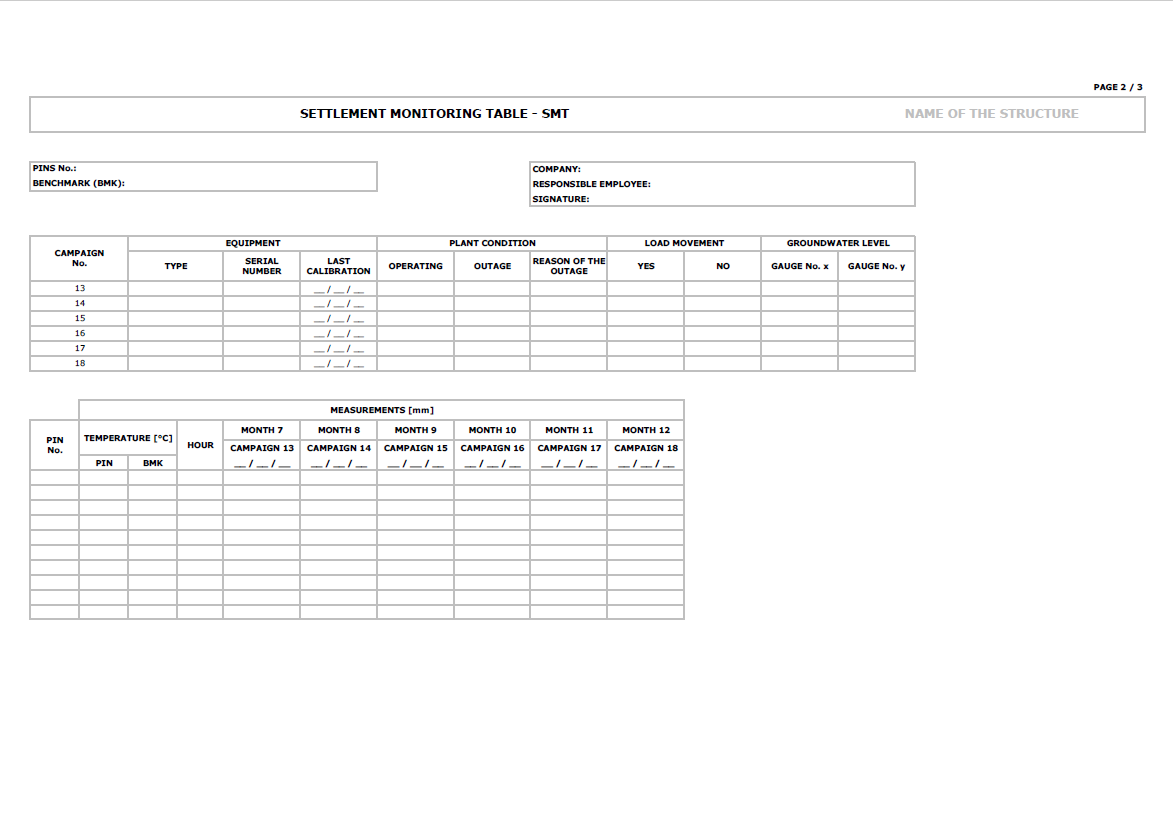 PAGE 2 / 3
SETTLEMENT MONITORING TABLE - SMT NAME OF THE STRUCTURE
PINS No.:
BENCHMARK (BMK):
COMPANY:
RESPONSIBLE EMPLOYEE:
SIGNATURE:
CAMPAIGN No. EQUIPMENT PLANT CONDITION LOAD MOVEMENT GROUNDWATER LEVEL
TYPE SERIAL NUMBER LAST CALIBRATION OPERATING OUTAGE REASON OF THE OUTAGE YES NO GAUGE No. x GAUGE No. y
13 __ / __ / __
14 __ / __ / __
15 __ / __ / __
16 __ / __ / __
17 __ / __ / __
18 __ / __ / __
MEASUREMENTS [mm]
PIN No. TEMPERATURE [°C] HOUR MONTH 7 MONTH 8 MONTH 9 MONTH 10 MONTH 11 MONTH 12
CAMPAIGN 13 CAMPAIGN 14 CAMPAIGN 15 CAMPAIGN 16 CAMPAIGN 17 CAMPAIGN 18
PIN BMK __ / __ / __ __ / __ / __ __ / __ / __ __ / __ / __ __ / __ / __ __ / __ / __